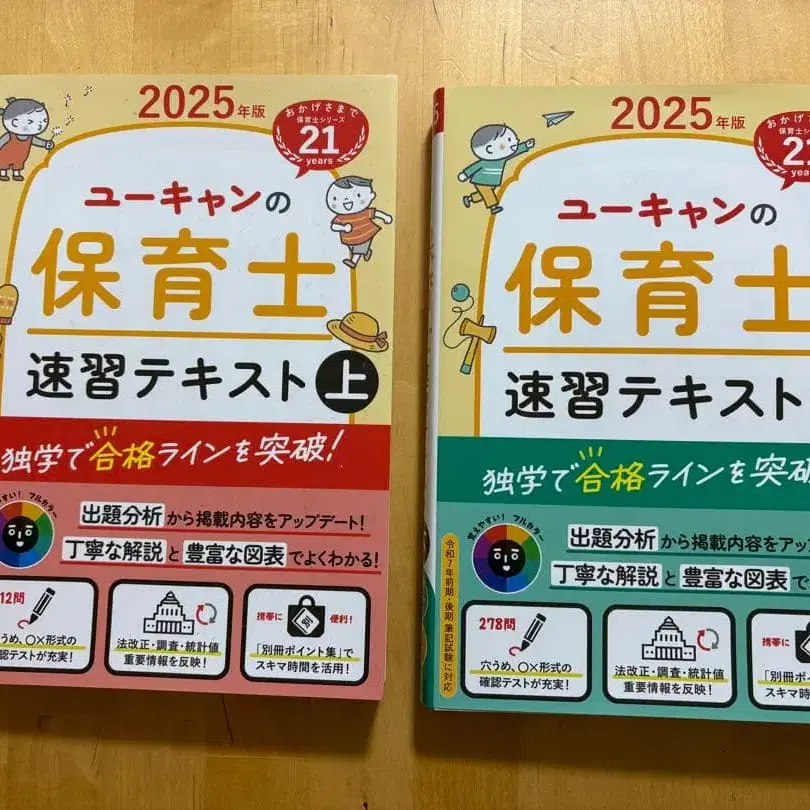 2025年版
おかげさまで
保育士シリーズ
21
years
ユーキャンの
保育士
速習テキスト 上
独学で合格ラインを突破!
フルカラー
出題分析から掲載内容をアップデート!
丁寧な解説と豊富な図表でよくわかる!
12問
うめ、〇×形式の
認テストが充実!
法改正・調査・統計値
重要情報を反映!
携帯に 便利!
「別冊ポイント集」で
スキマ時間を活用!
2025年版
おかげさまで
保育士シリーズ
21
ユーキャンの
保育士
速習テキスト
独学で合格ラインを突破
覚えやすい! フルカラー
出題分析から掲載内容をアッ
丁寧な解説と豊富な図表で
令和7年前期・後期筆記試験に対応
278問
穴うめ、〇×形式の
確認テストが充実!
法改正・調査・統計値
重要情報を反映!
携帯に
「別冊ポイン
スキマ時間